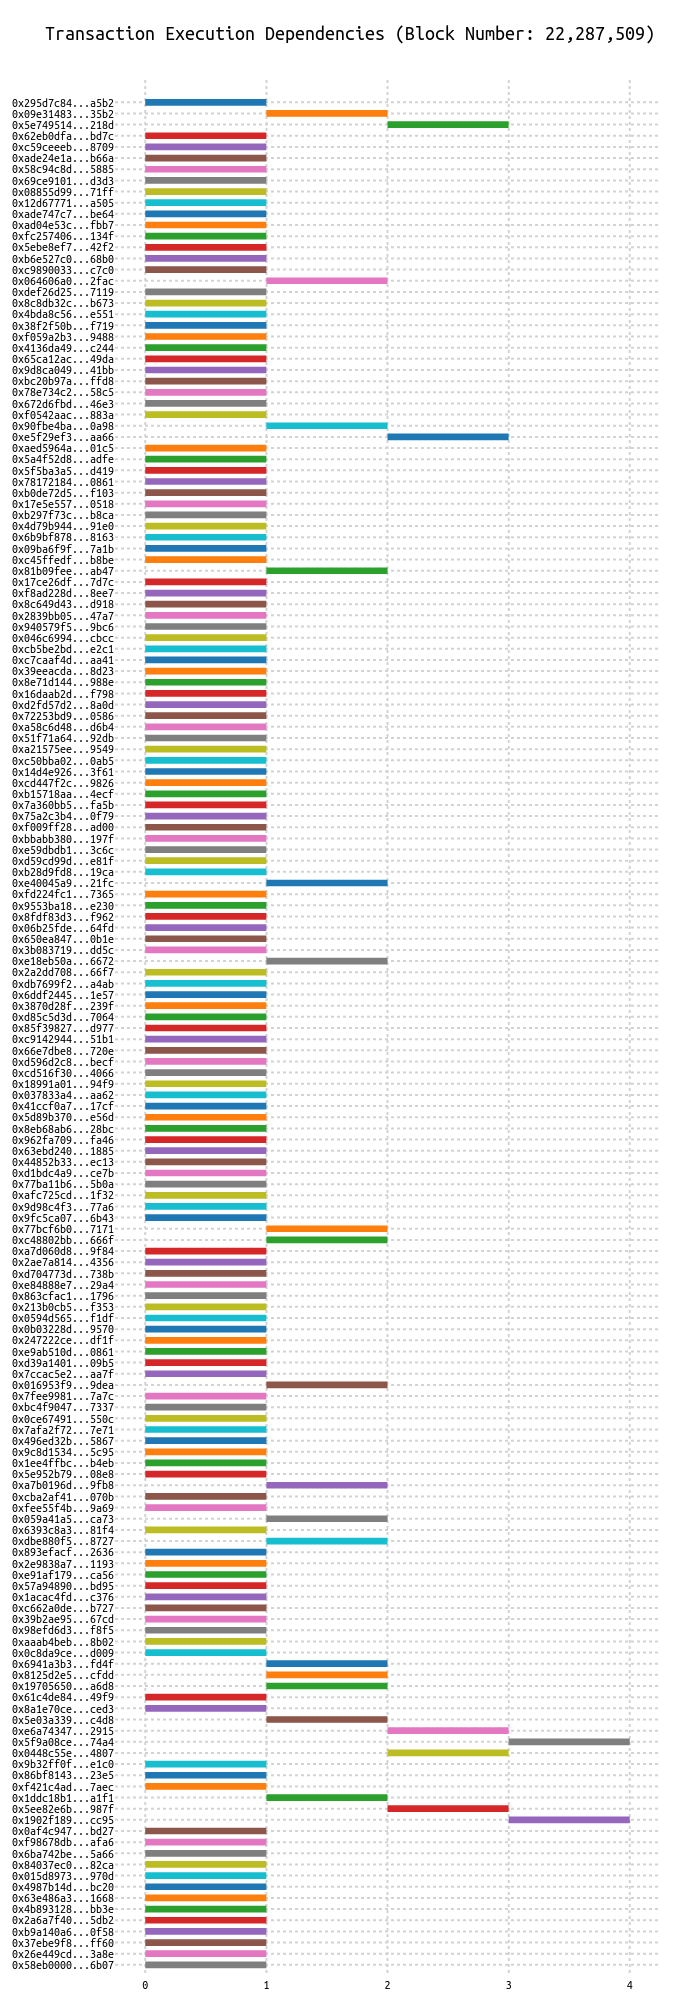 Transaction Execution Dependencies (Block Number: 22,287,509)
0x295d7c84...a5b2
0x09e31483...35b2
0x5e749514...218d
0x62eb0dfa...bd7c
0xc59ceeeb...8709
0xade24e1a...b66a
0x58c94c8d...5885
0x69ce9101...d3d3
0x08855d99...71ff
0x12d67771...a505
0xade747c7...be64
0xad04e53c...fbb7
0xfc257406...134f
0x5ebe8ef7...42f2
0xb6e527c0...68b0
0xc9890033...c7c0
0x064606a0...2fac
0xdef26d25...7119
0x8c8db32c...b673
0x4bda8c56...e551
0x38f2f50b...f719
0xf059a2b3...9488
0x4136da49...c244
0x65ca12ac...49da
0x9d8ca049...41bb
0xbc20b97a...ffd8
0x78e734c2...58c5
0x672d6fbd...46e3
0xf0542aac...883a
0x90fbe4ba...0a98
0xe5f29ef3...aa66
0xaed5964a...01c5
0x5a4f52d8...adfe
0x5f5ba3a5...d419
0x78172184...0861
0xb0de72d5...f103
0x17e5e557...0518
0xb297f73c...b8ca
0x4d79b944...91e0
0x6b9bf878...8163
0x09ba6f9f...7a1b
0xc45ffedf...b8be
0x81b09fee...ab47
0x17ce26df...7d7c
0xf8ad228d...8ee7
0x8c649d43...d918
0x2839bb05...47a7
0x940579f5...9bc6
0x046c6994...cbcc
0xcb5be2bd...e2c1
0xc7caaf4d...aa41
0x39eeacda...8d23
0x8e71d144...988e
0x16daab2d...f798
0xd2fd57d2...8a0d
0x72253bd9...0586
0xa58c6d48...d6b4
0x51f71a64...92db
0xa21575ee...9549
0xc50bba02...0ab5
0x14d4e926...3f61
0xcd447f2c...9826
0xb15718aa...4ecf
0x7a360bb5...fa5b
0x75a2c3b4...0f79
0xf009ff28...ad00
0xbbabb380...197f
0xe59dbdb1...3c6c
0xd59cd99d...e81f
0xb28d9fd8...19ca
0xe40045a9...21fc
0xfd224fc1...7365
0x9553ba18...e230
0x8fdf83d3...f962
0x06b25fde...64fd
0x650ea847...0b1e
0x3b083719...dd5c
0xe18eb50a...6672
0x2a2dd708...66f7
0xdb7699f2...a4ab
0x6ddf2445...1e57
0x3870d28f...239f
0xd85c5d3d...7064
0x85f39827...d977
0xc9142944...51b1
0x66e7dbe8...720e
0xd596d2c8...becf
0xcd516f30...4066
0x18991a01...94f9
0x037833a4...aa62
0x41ccf0a7...17cf
0x5d89b370...e56d
0x8eb68ab6...28bc
0x962fa709...fa46
0x63ebd240...1885
0x44852b33...ec13
0xd1bdc4a9...ce7b
0x77ba11b6...5b0a
0xafc725cd...1f32
0x9d98c4f3...77a6
0x9fc5ca07...6b43
0x77bcf6b0...7171
0xc48802bb...666f
0xa7d060d8...9f84
0x2ae7a814...4356
0xd704773d...738b
0xe84888e7...29a4
0x863cfac1...1796
0x213b0cb5...f353
0x0594d565...f1df
0x0b03228d...9570
0x247222ce...df1f
0xe9ab510d...0861
0xd39a1401...09b5
0x7ccac5e2...aa7f
0x016953f9...9dea
0x7fee9981...7a7c
0xbc4f9047...7337
0x0ce67491...550c
0x7afa2f72...7e71
0x496ed32b...5867
0x9c8d1534...5c95
0x1ee4ffbc...b4eb
0x5e952b79...08e8
0xa7b0196d...9fb8
0xcba2af41...070b
0xfee55f4b...9a69
0x059a41a5...ca73
0x6393c8a3...81f4
0xdbe880f5...8727
0x893efacf...2636
0x2e9838a7...1193
0xe91af179...ca56
0x57a94890...bd95
0x1acac4fd...c376
0xc662a0de...b727
0x39b2ae95...67cd
0x98efd6d3...f8f5
0xaaab4beb...8b02
0x0c8da9ce...d009
0x6941a3b3...fd4f
0x8125d2e5...cfdd
0x19705650...a6d8
0x61c4de84...49f9
0x8a1e70ce...ced3
0x5e03a339...c4d8
0xe6a74347...2915
0x5f9a08ce...74a4
0x0448c55e...4807
0x9b32ff0f...e1c0
0x86bf8143...23e5
0xf421c4ad...7aec
0x1ddc18b1...a1f1
0x5ee82e6b...987f
0x1902f189...cc95
0x0af4c947...bd27
0xf98678db...afa6
0x6ba742be...5a66
0x84037ec0...82ca
0x015d8973...970d
0x4987b14d...bc20
0x63e486a3...1668
0x4b893128...bb3e
0x2a6a7f40...5db2
0xb9a140a6...0f58
0x37ebe9f8...ff60
0x26e449cd...3a8e
0x58eb0000...6b07
0 1 2 3 4